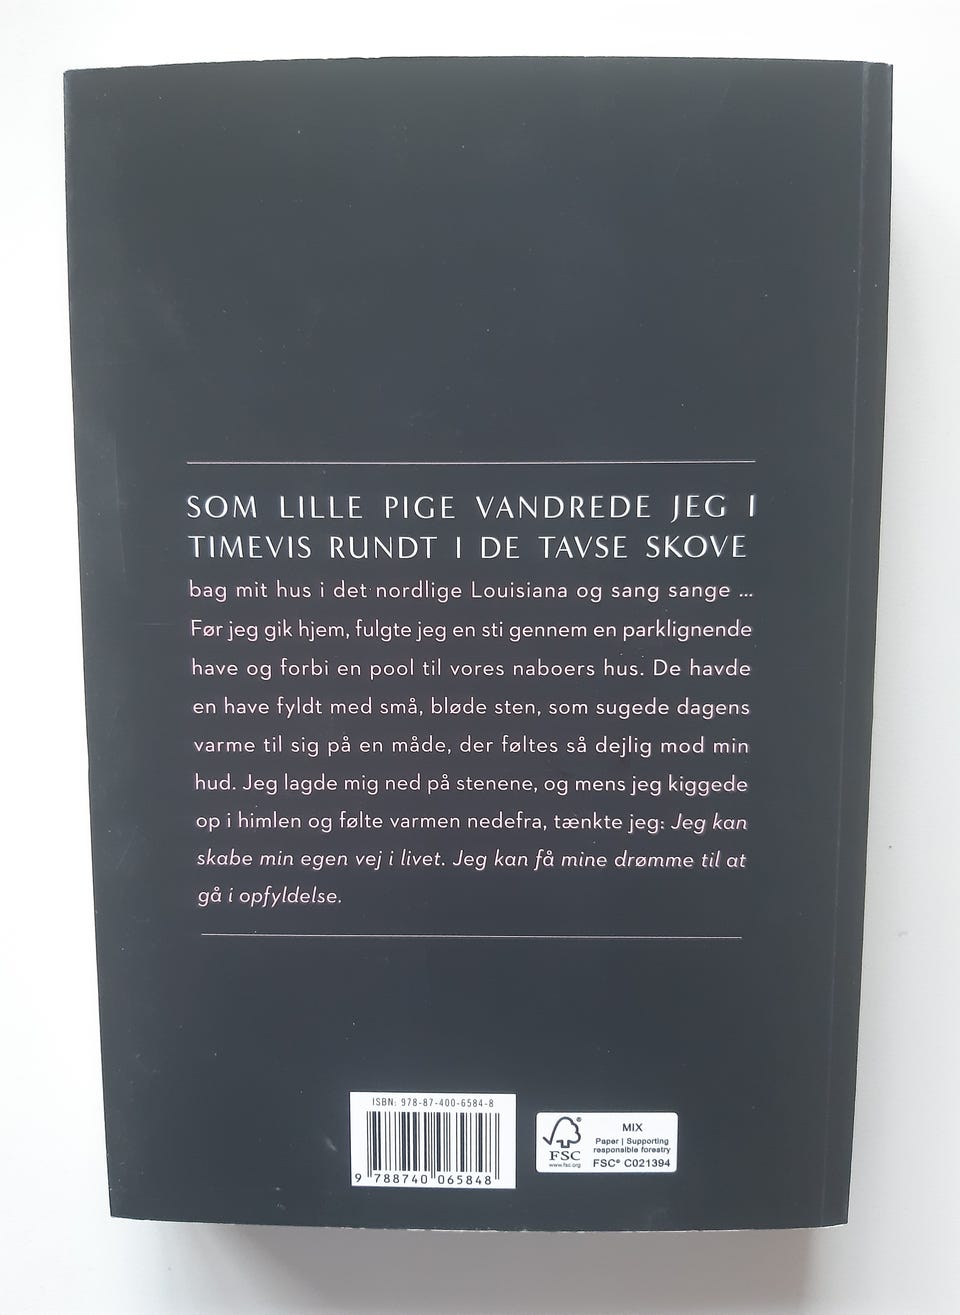 SOM LILLE PIGE VANDREDE JEG I
TIMEVIS RUNDT I DE TAVSE SKOVE
bag mit hus i det nordlige Louisiana og sang sange ...
Før jeg gik hjem, fulgte jeg en sti gennem en parklignende
have og forbi en pool til vores naboers hus. De havde
en have fyldt med små, bløde sten, som sugede dagens
varme til sig på en måde, der føltes så dejlig mod min
hud. Jeg lagde mig ned på stenene, og mens jeg kiggede
op i himlen og følte varmen nedefra, tænkte jeg: Jeg kan
skabe min egen vej i livet. Jeg kan få mine drømme til at
gå i opfyldelse.
ISBN: 978-87-400-6584-8
9 788740 065848
FSC®
www.fsc.org
MIX
Paper | Supporting
responsible forestry
FSC® C021394